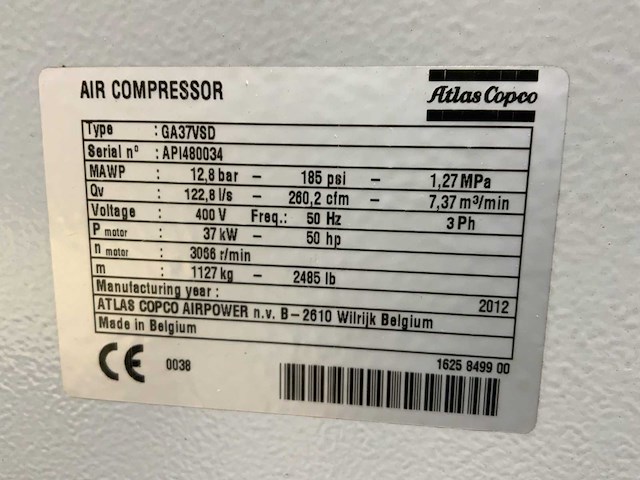 AIR COMPRESSOR
Atlas Copco
Type : GA37VSD
Serial n° : API480034
MAWP : 12,8 bar – 185 psi – 1,27 MPa
Qv : 122,8 l/s – 260,2 cfm – 7,37 m³/min
Voltage : 400 V Freq.: 50 Hz 3 Ph
P motor : 37 kW – 50 hp
n motor : 3066 r/min
m : 1127 kg – 2485 lb
Manufacturing year : 2012
ATLAS COPCO AIRPOWER n.v. B–2610 Wilrijk Belgium
Made in Belgium
CE 0038
1625 8499 00